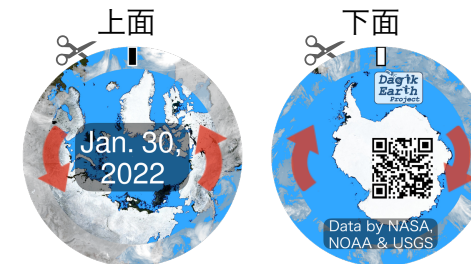 上面
下面
Jan. 30,
2022
Dagik
Earth
Project
Data by NASA,
NOAA & USGS